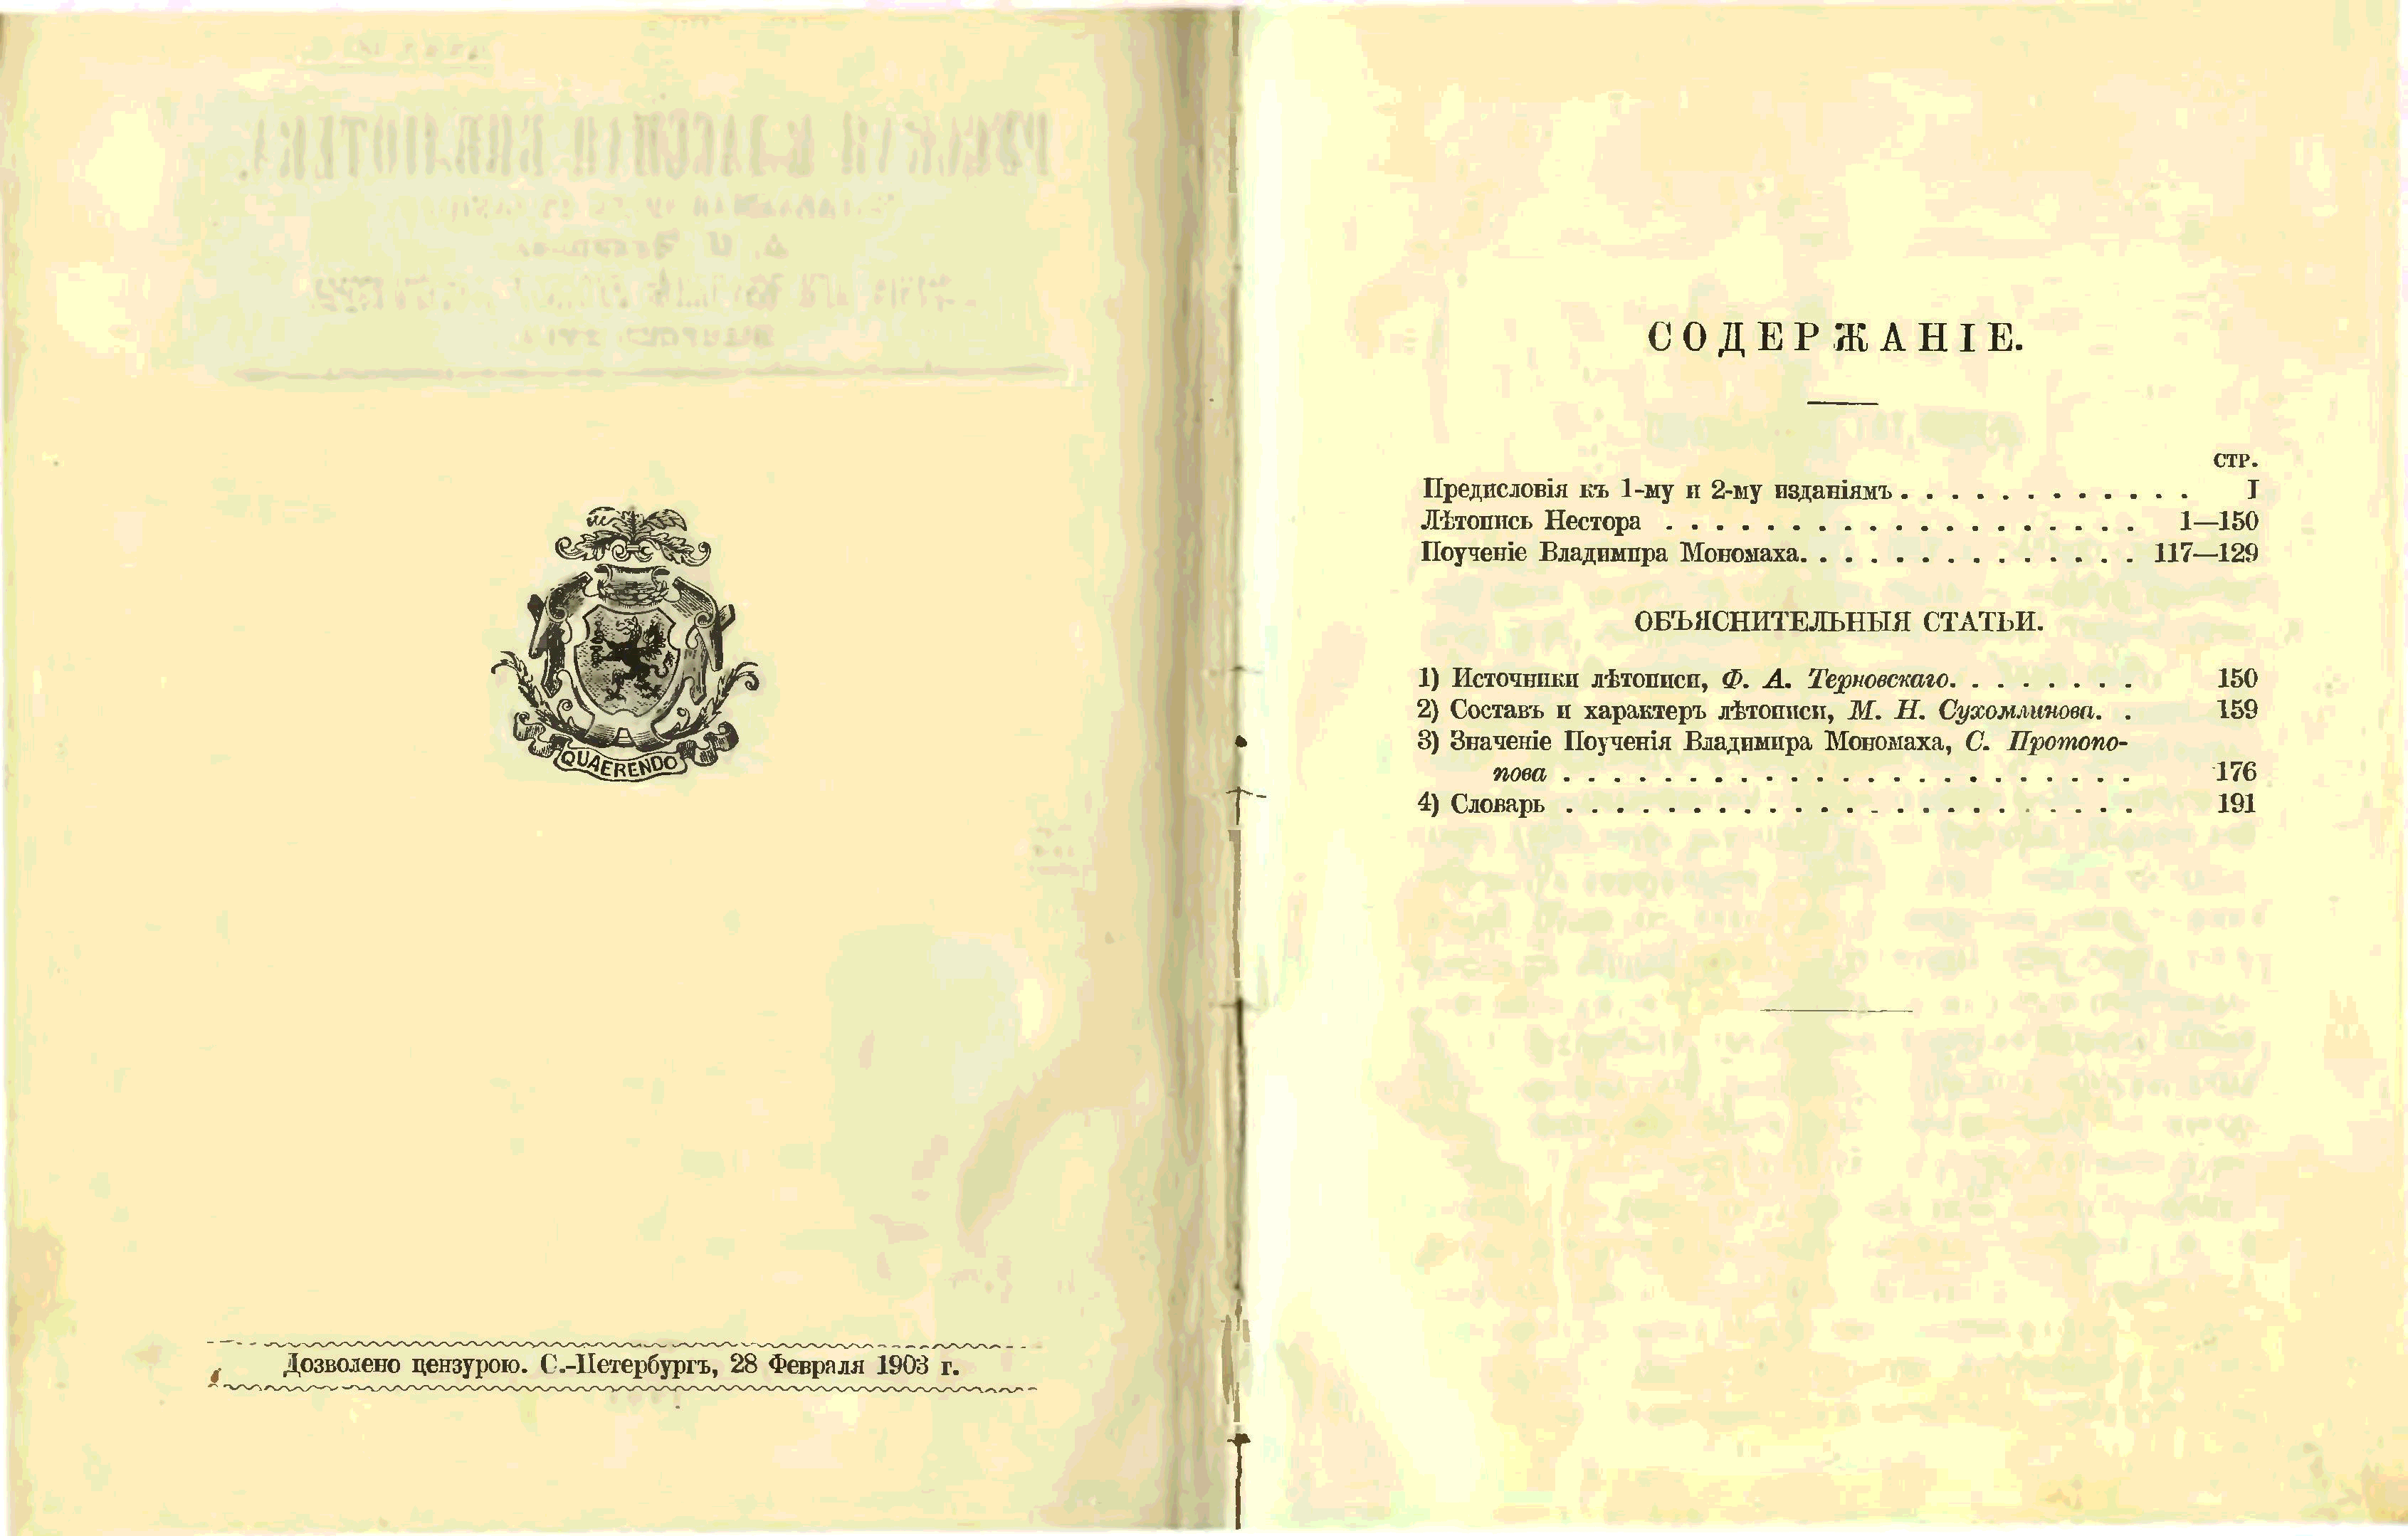 QUAERENDO
Дозволено цензурою. С.-Петербургъ, 28 Февраля 1903 г.
СОДЕРЖАНІЕ.
СТР.
Предисловія къ 1-му и 2-му изданіямъ . . . . . . . . . . . . I
Лѣтопись Нестора . . . . . . . . . . . . . . . . . . . 1—150
Поученіе Владимира Мономаха. . . . . . . . . . . . . . 117—129
ОБЪЯСНИТЕЛЬНЫЯ СТАТЬИ.
1) Источники лѣтописи, Ф. А. Терновскаго. . . . . . . . 150
2) Составъ и характеръ лѣтописи, М. Н. Сухомлинова. . 159
3) Значеніе Поученія Владимира Мономаха, С. Протопо-
пова . . . . . . . . . . . . . . . . . . . . . . . 176
4) Словарь . . . . . . . . . . . . . . . . . . . . . . . 191